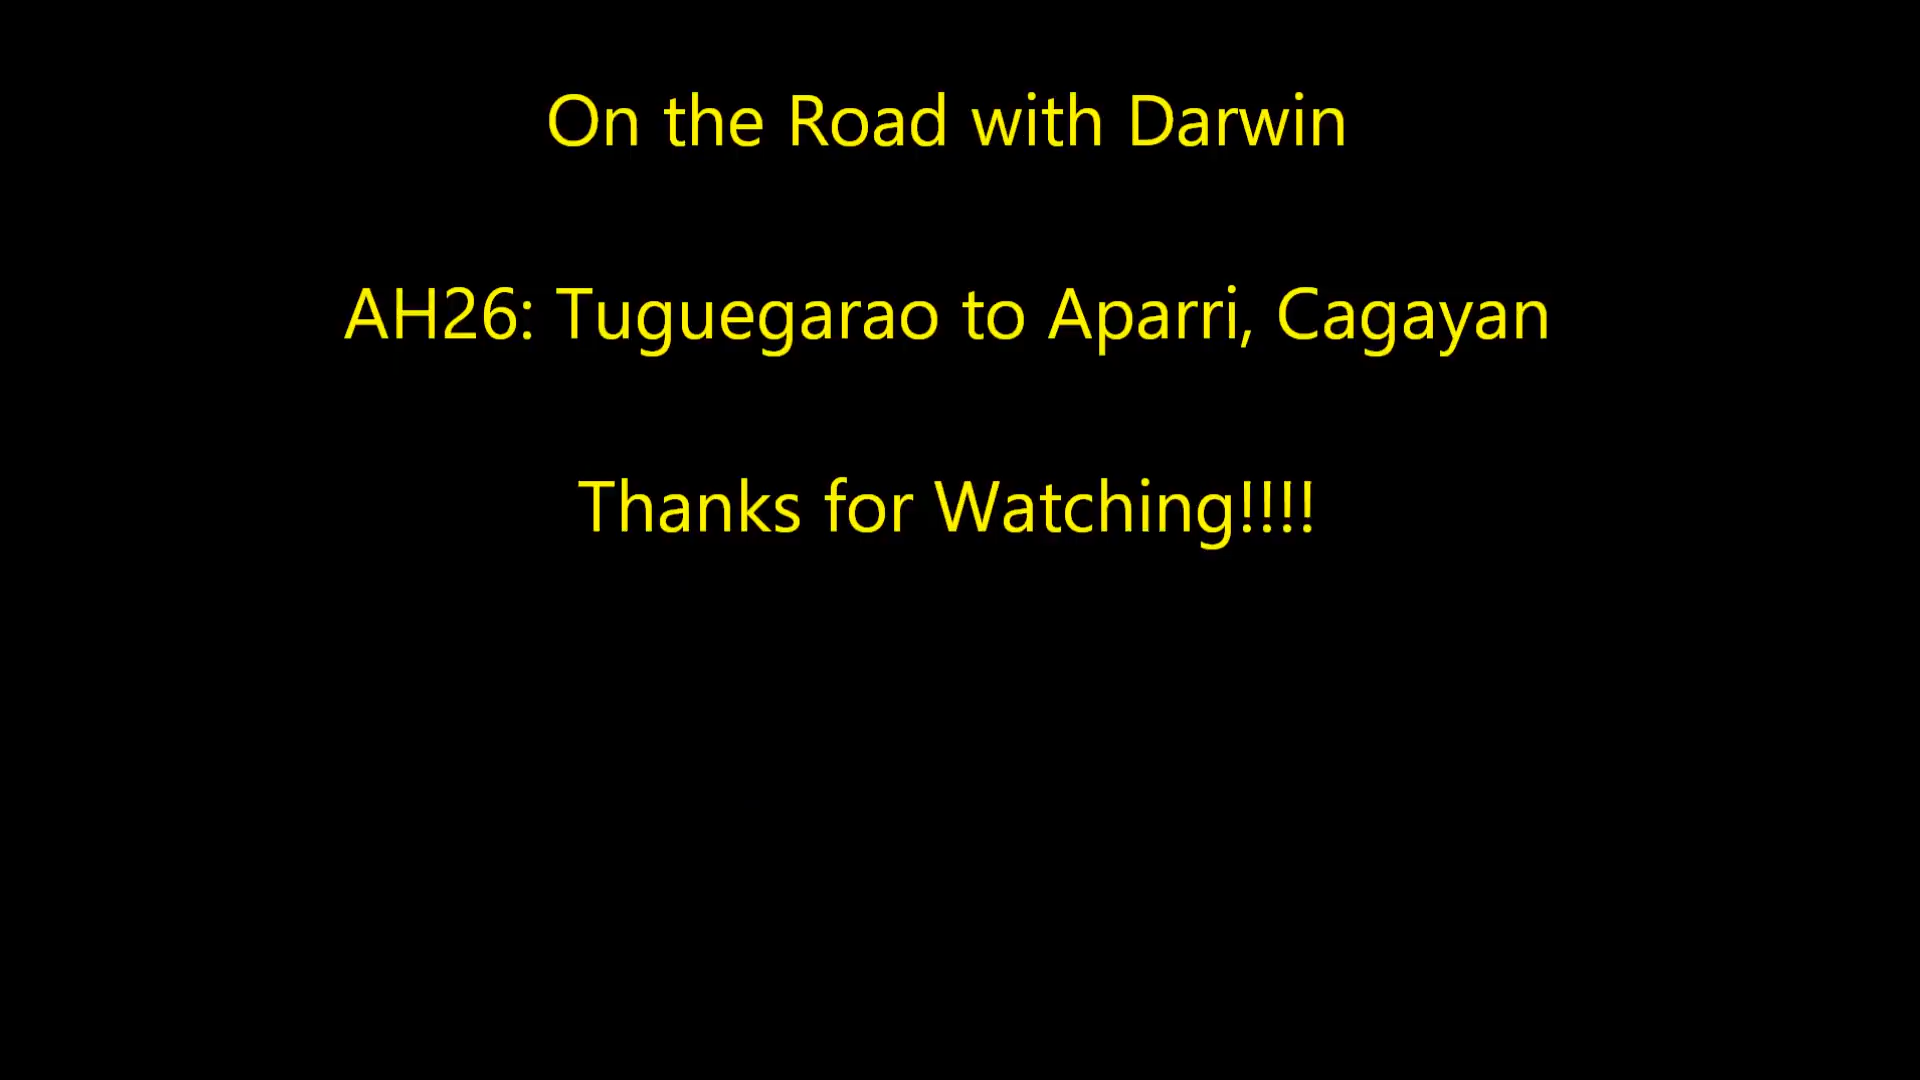 On the Road with Darwin
AH26: Tuguegarao to Aparri, Cagayan
Thanks for Watching!!!!